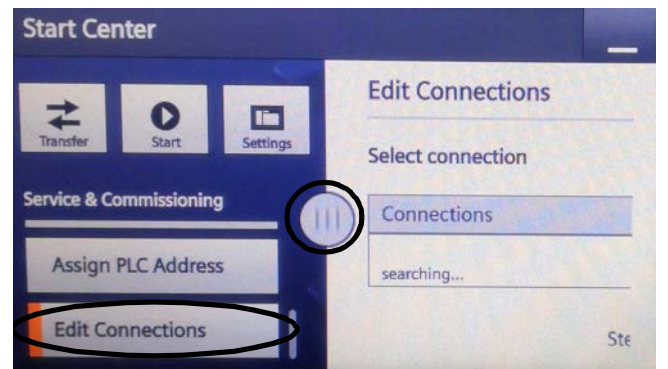 Start Center
Transfer
Start
Settings
Service & Commissioning
Assign PLC Address
Edit Connections
Edit Connections
Select connection
Connections
searching...
Ste